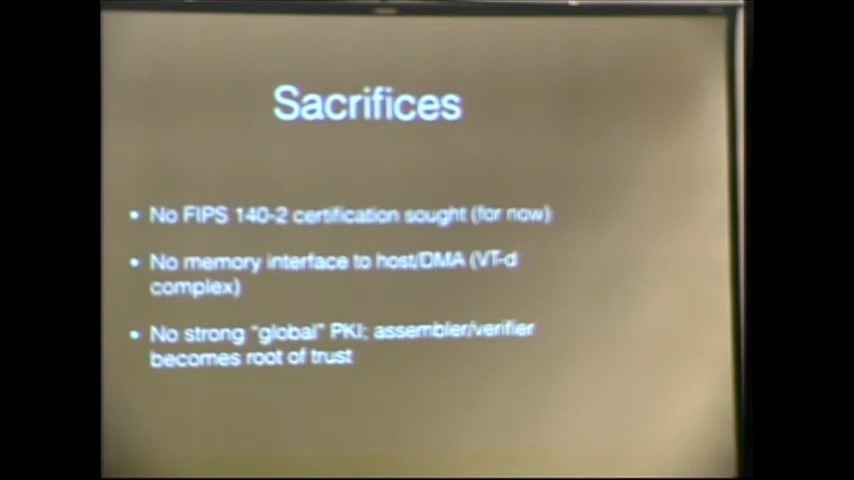 Sacrifices
• No FIPS 140-2 certification sought (for now)
• No memory interface to host/DMA (VT-d
complex)
• No strong "global" PKI; assembler/verifier
becomes root of trust